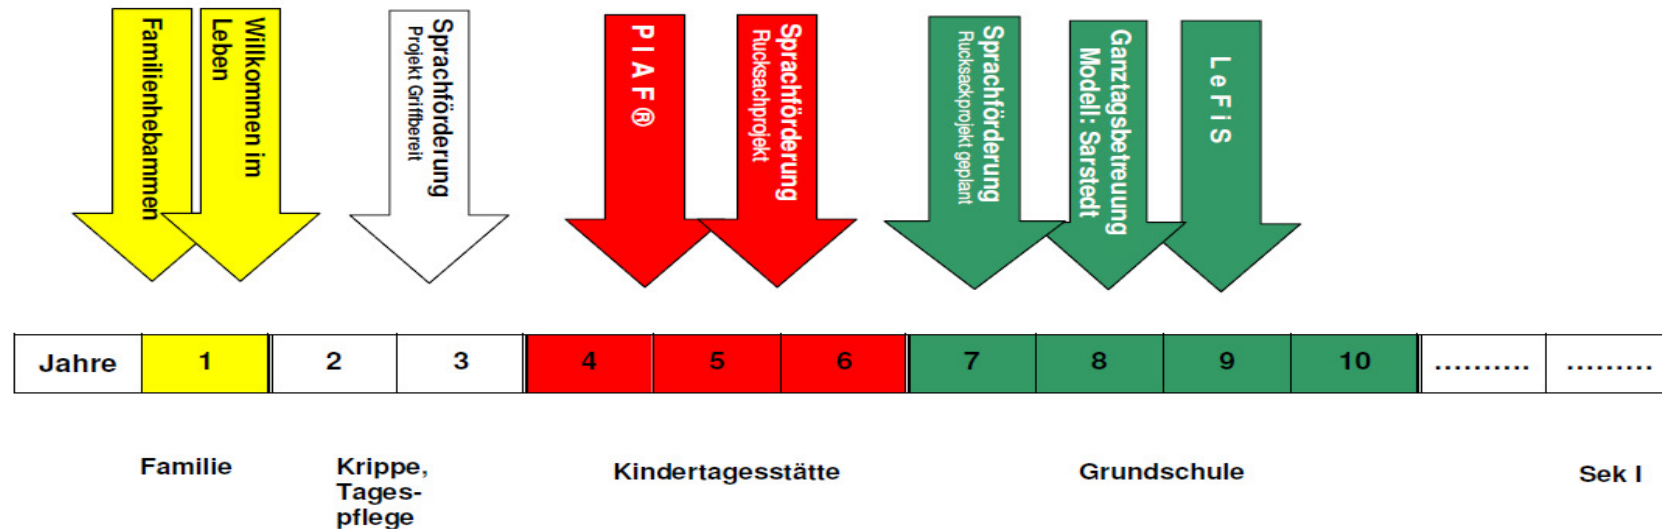 Familienhebammen
Willkommen im
Leben
Sprachförderung
Projekt Griffbereit
P I A F ®
Sprachförderung
Rucksachprojekt
Sprachförderung
Rucksackprojekt geplant
Ganztagsbetreuung
Modell: Sarstedt
L e F i S
Jahre 1 2 3 4 5 6 7 8 9 10 .......... .........
Familie
Krippe,
Tages-
pflege
Kindertagesstätte
Grundschule
Sek I